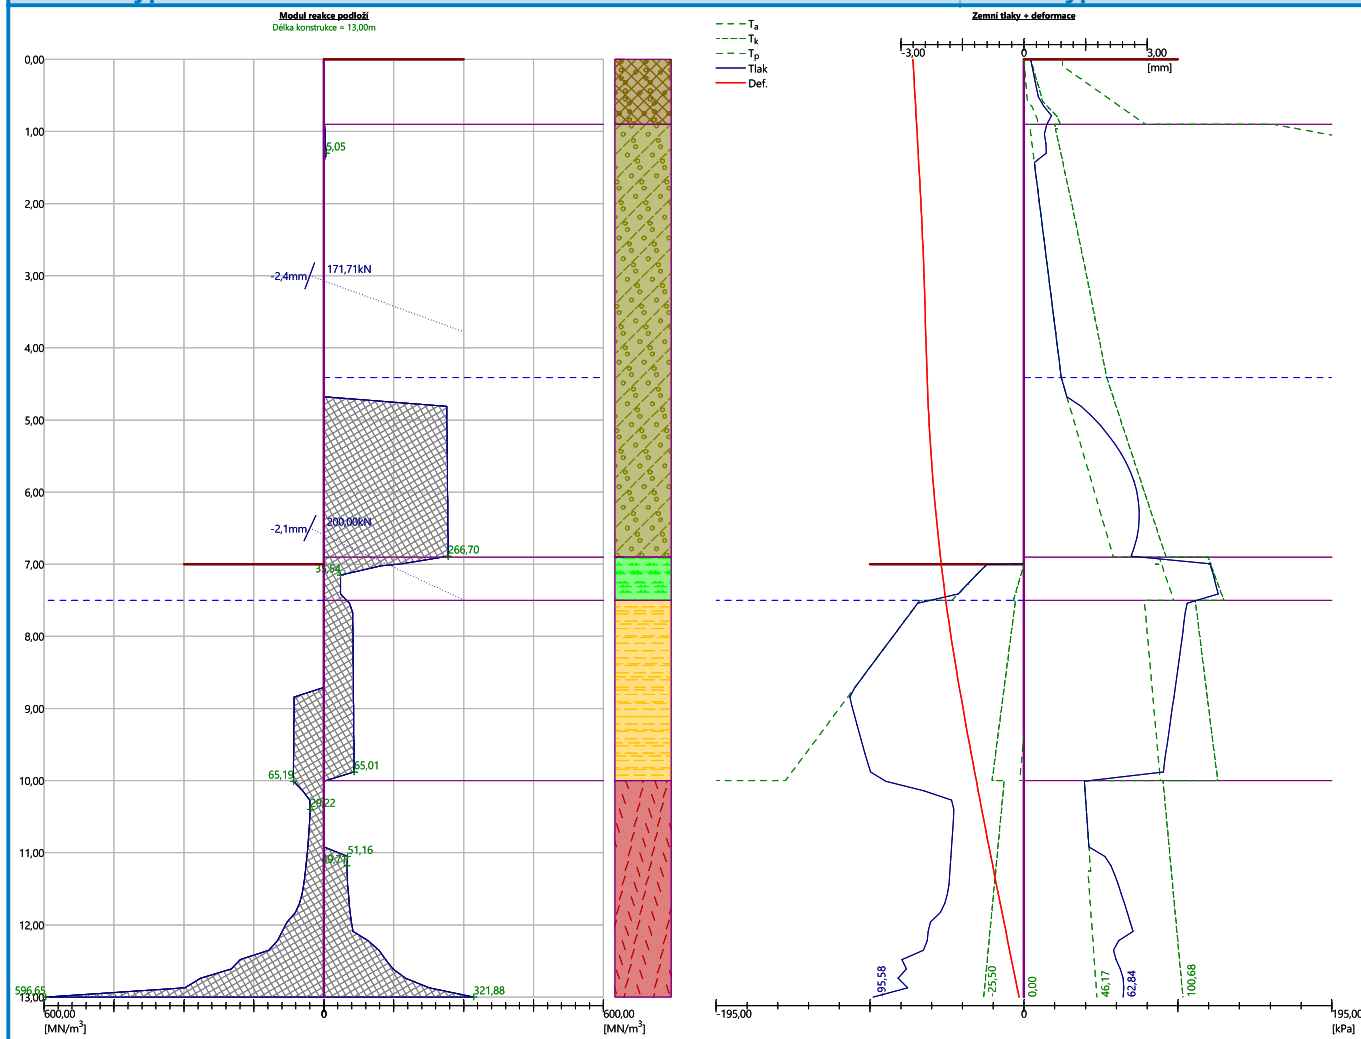 Modul reakce podloží
Délka konstrukce = 13,00m
0,00
1,00
2,00
3,00
4,00
5,00
6,00
7,00
8,00
9,00
10,00
11,00
12,00
13,00
5,05
-2,4mm
171,71kN
-2,1mm
200,00kN
266,70
65,01
65,19
29,22
51,16
596,65
321,88
600,00
0
600,00
[MN/m³]
[MN/m³]
Zemní tlaky + deformace
Ta
Tk
Tp
Tlak
Def.
-3,00
0
3,00
[mm]
-95,58
-25,50
0,00
46,17
62,84
100,68
-195,00
0
195,00
[kPa]